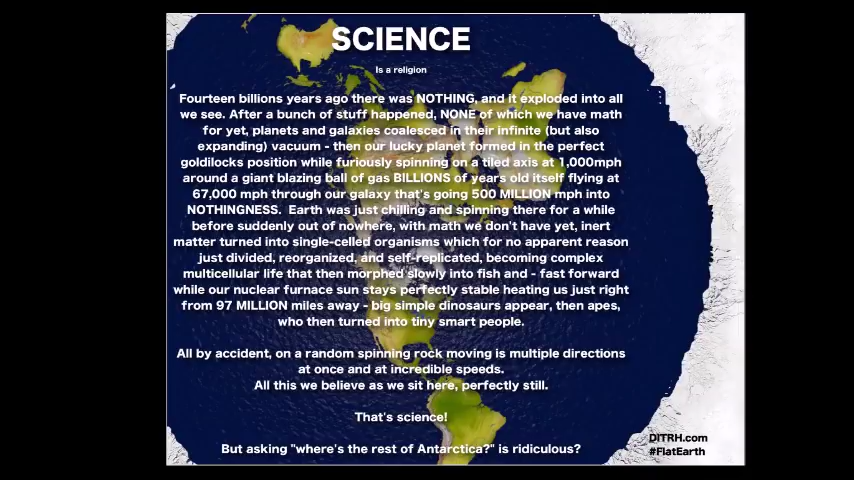 SCIENCE
Is a religion
Fourteen billions years ago there was NOTHING, and it exploded into all
we see. After a bunch of stuff happened, NONE of which we have math
for yet, planets and galaxies coalesced in their infinite (but also
expanding) vacuum - then our lucky planet formed in the perfect
goldilocks position while furiously spinning on a tiled axis at 1,000mph
around a giant blazing ball of gas BILLIONS of years old itself flying at
67,000 mph through our galaxy that's going 500 MILLION mph into
NOTHINGNESS. Earth was just chilling and spinning there for a while
before suddenly out of nowhere, with math we don't have yet, inert
matter turned into single-celled organisms which for no apparent reason
just divided, reorganized, and self-replicated, becoming complex
multicellular life that then morphed slowly into fish and - fast forward
while our nuclear furnace sun stays perfectly stable heating us just right
from 97 MILLION miles away - big simple dinosaurs appear, then apes,
who then turned into tiny smart people.
All by accident, on a random spinning rock moving is multiple directions
at once and at incredible speeds.
All this we believe as we sit here, perfectly still.
That's science!
But asking "where's the rest of Antarctica?" is ridiculous?
DITRH.com
#FlatEarth